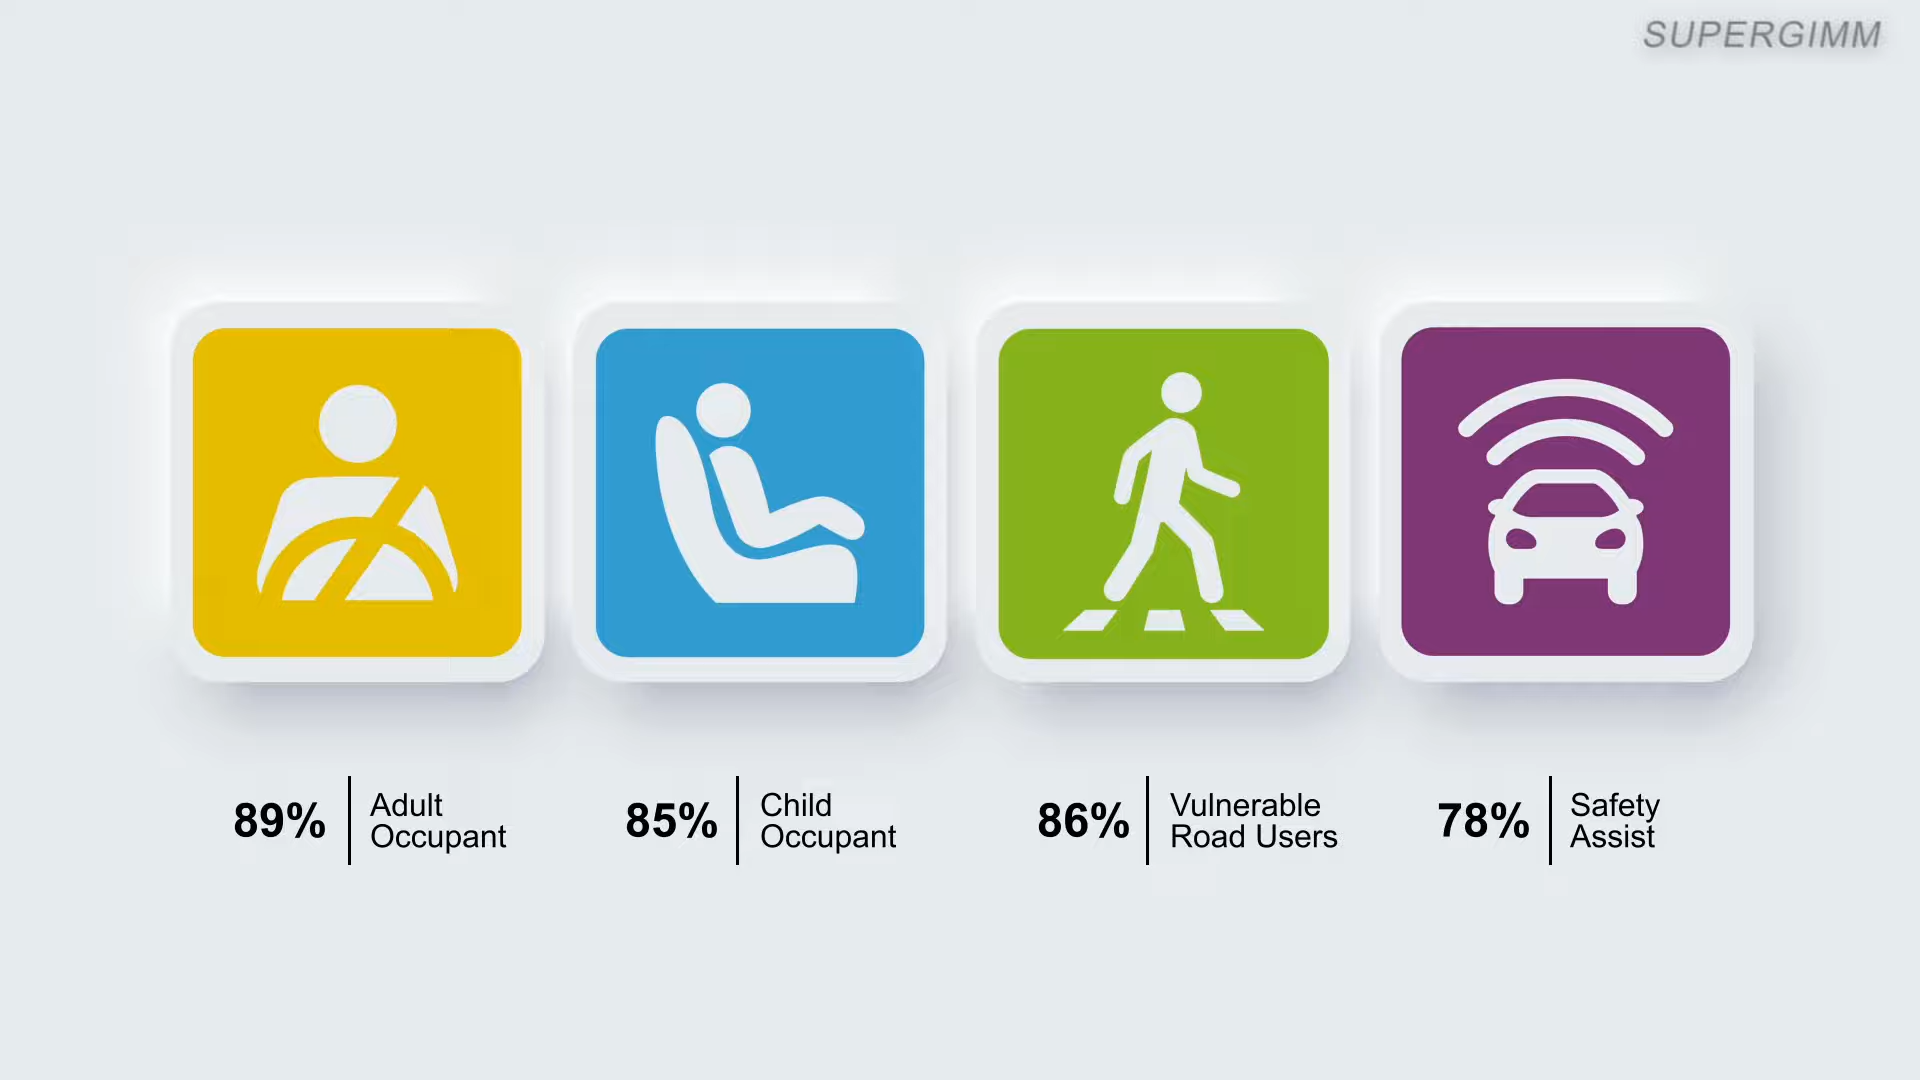 SUPERGIMM
89%
Adult
Occupant
85%
Child
Occupant
86%
Vulnerable
Road Users
78%
Safety
Assist